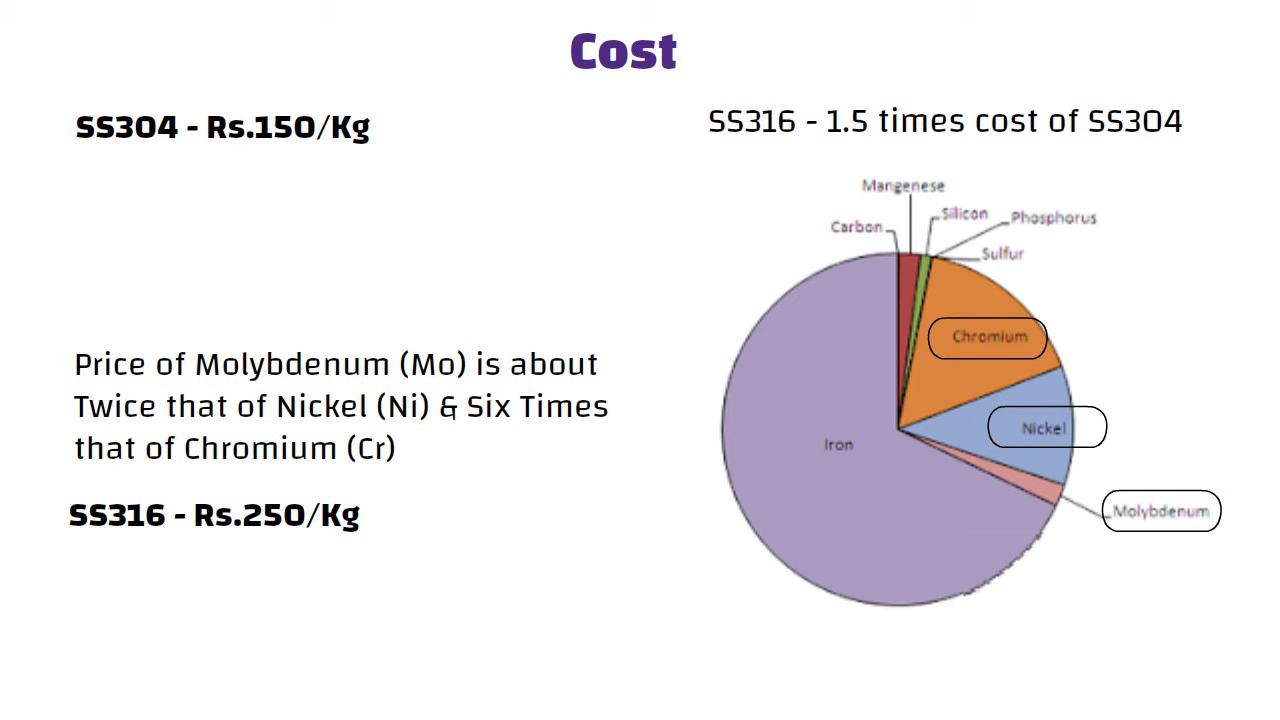 Cost
SS304 - Rs.150/Kg
SS316 - 1.5 times cost of SS304
Mangenese
Silicon
Phosphorus
Carbon
Sulfur
Chromium
Nickel
Iron
Molybdenum
Price of Molybdenum (Mo) is about
Twice that of Nickel (Ni) & Six Times
that of Chromium (Cr)
SS316 - Rs.250/Kg